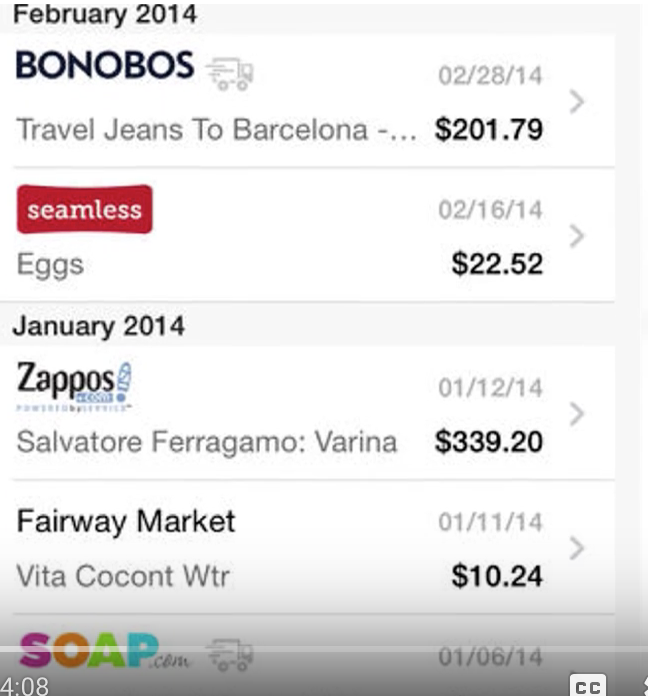 February 2014
BONOBOS
02/28/14
Travel Jeans To Barcelona -... $201.79
seamless
02/16/14
Eggs
$22.52
January 2014
Zappos
.com
POWERED by SERVICE™
01/12/14
Salvatore Ferragamo: Varina $339.20
Fairway Market
01/11/14
Vita Cocont Wtr
$10.24
SOAP.com
01/06/14
4:08
CC